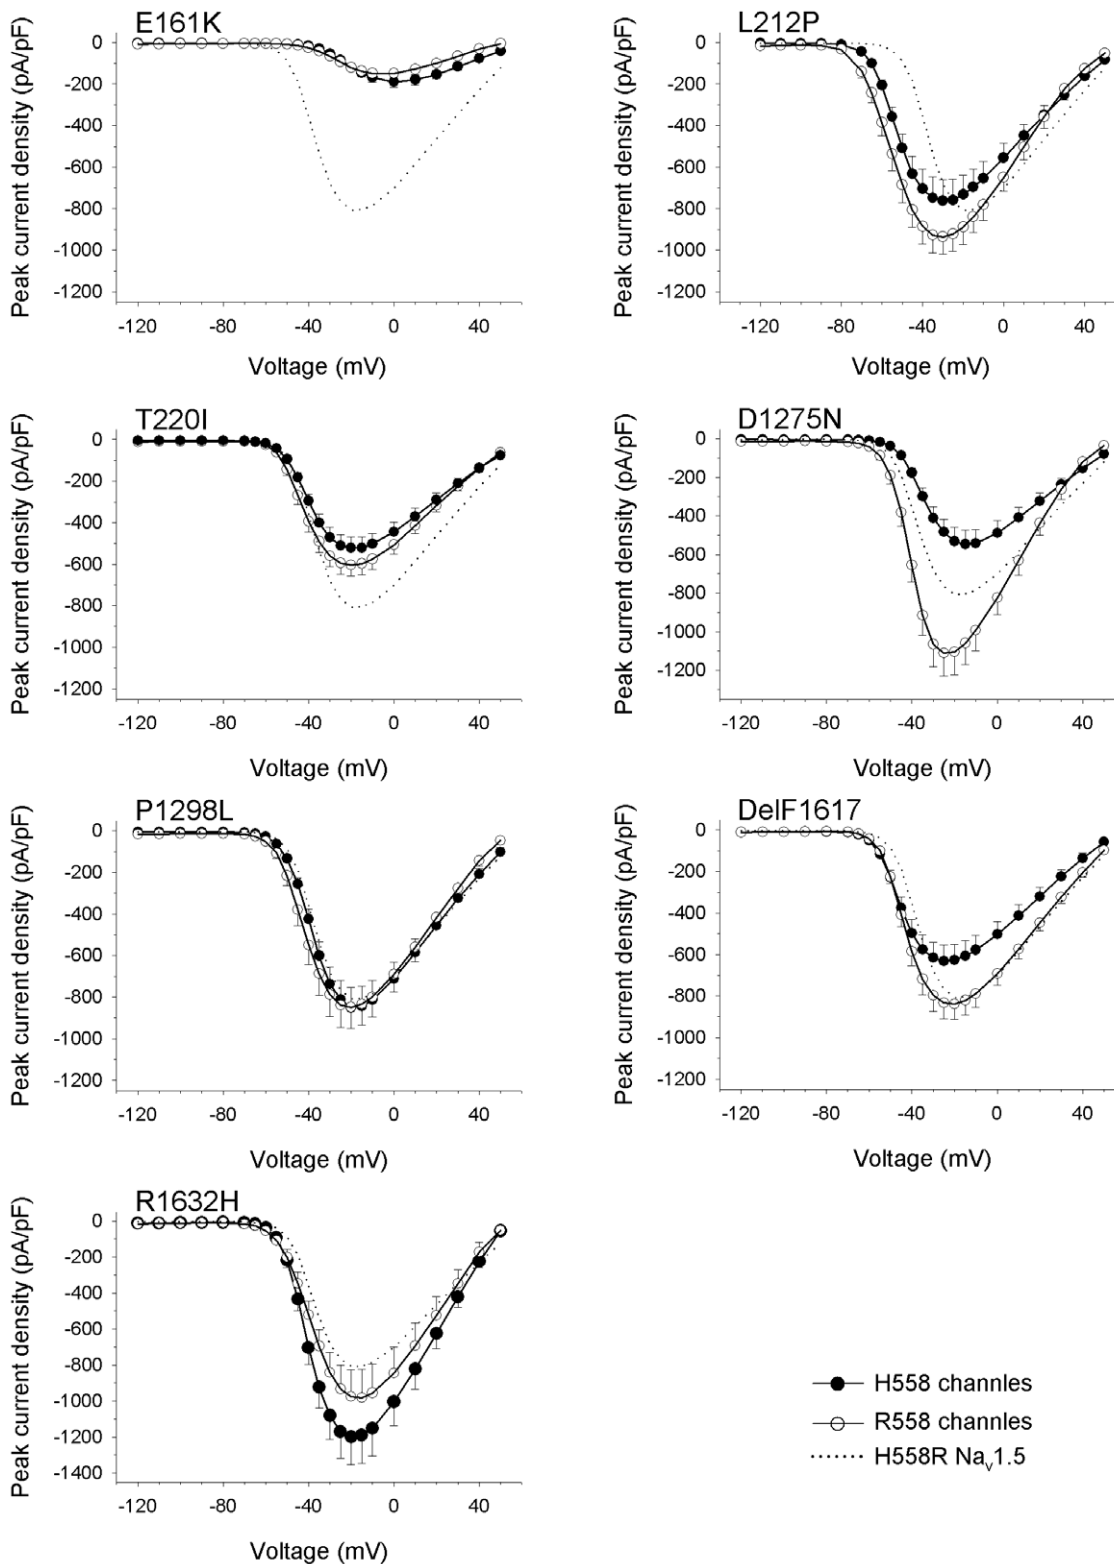 E161K
Peak current density (pA/pF)
0
-200
-400
-600
-800
-1000
-1200
-120 -80 -40 0 40
Voltage (mV)
L212P
Peak current density (pA/pF)
0
-200
-400
-600
-800
-1000
-1200
-120 -80 -40 0 40
Voltage (mV)
T220I
Peak current density (pA/pF)
0
-200
-400
-600
-800
-1000
-1200
-120 -80 -40 0 40
Voltage (mV)
D1275N
Peak current density (pA/pF)
0
-200
-400
-600
-800
-1000
-1200
-120 -80 -40 0 40
Voltage (mV)
P1298L
Peak current density (pA/pF)
0
-200
-400
-600
-800
-1000
-1200
-120 -80 -40 0 40
Voltage (mV)
DelF1617
Peak current density (pA/pF)
0
-200
-400
-600
-800
-1000
-1200
-120 -80 -40 0 40
Voltage (mV)
R1632H
Peak current density (pA/pF)
0
-200
-400
-600
-800
-1000
-1200
-1400
-120 -80 -40 0 40
Voltage (mV)
H558 channles
R558 channles
H558R Nav1.5